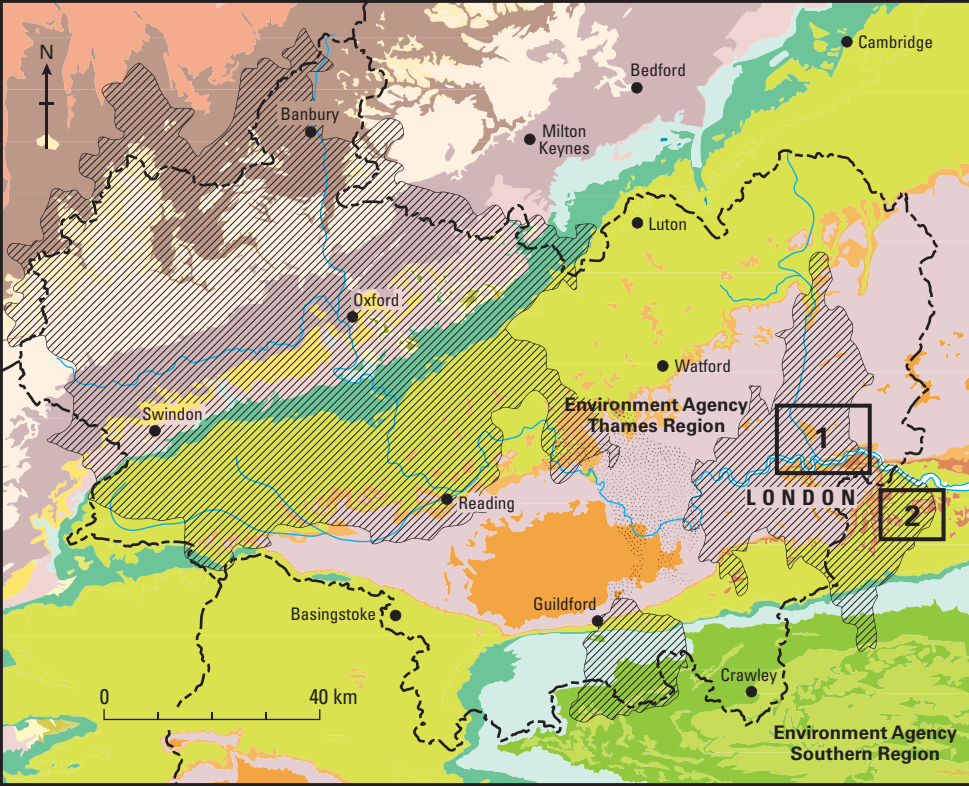 N
Cambridge
Bedford
Banbury
Milton
Keynes
Luton
Oxford
Watford
Environment Agency
Thames Region
Swindon
1
LONDON
Reading
2
Guildford
Basingstoke
Crawley
0 40 km
Environment Agency
Southern Region